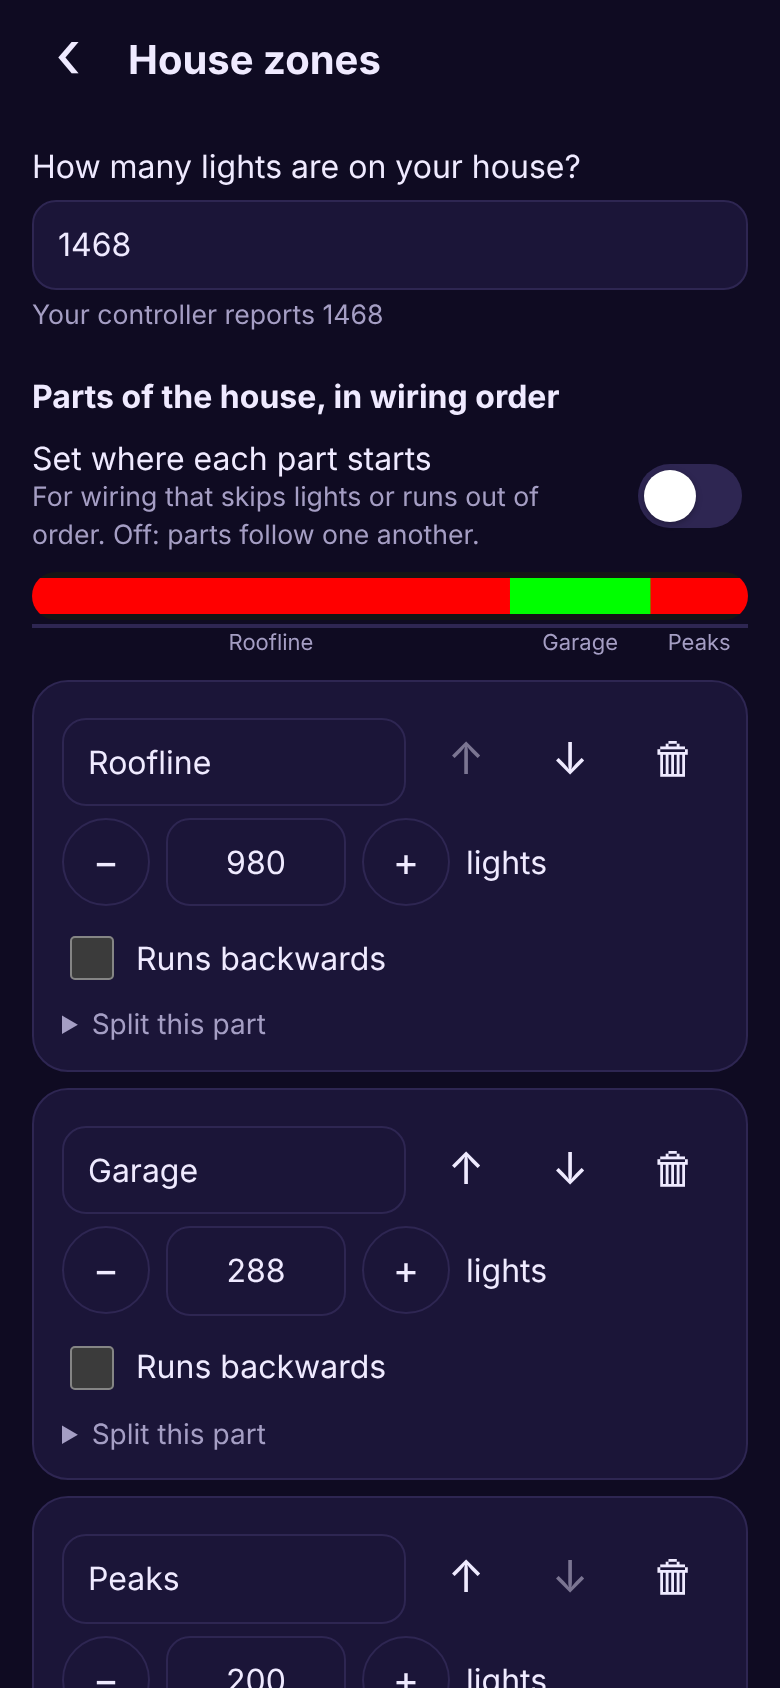 House zones
How many lights are on your house?
1468
Your controller reports 1468
Parts of the house, in wiring order
Set where each part starts
For wiring that skips lights or runs out of
order. Off: parts follow one another.
Roofline Garage Peaks
Roofline ↑ ↓
− 980 + lights
Runs backwards
▶ Split this part
Garage ↑ ↓
− 288 + lights
Runs backwards
▶ Split this part
Peaks ↑ ↓
− 200 + lights